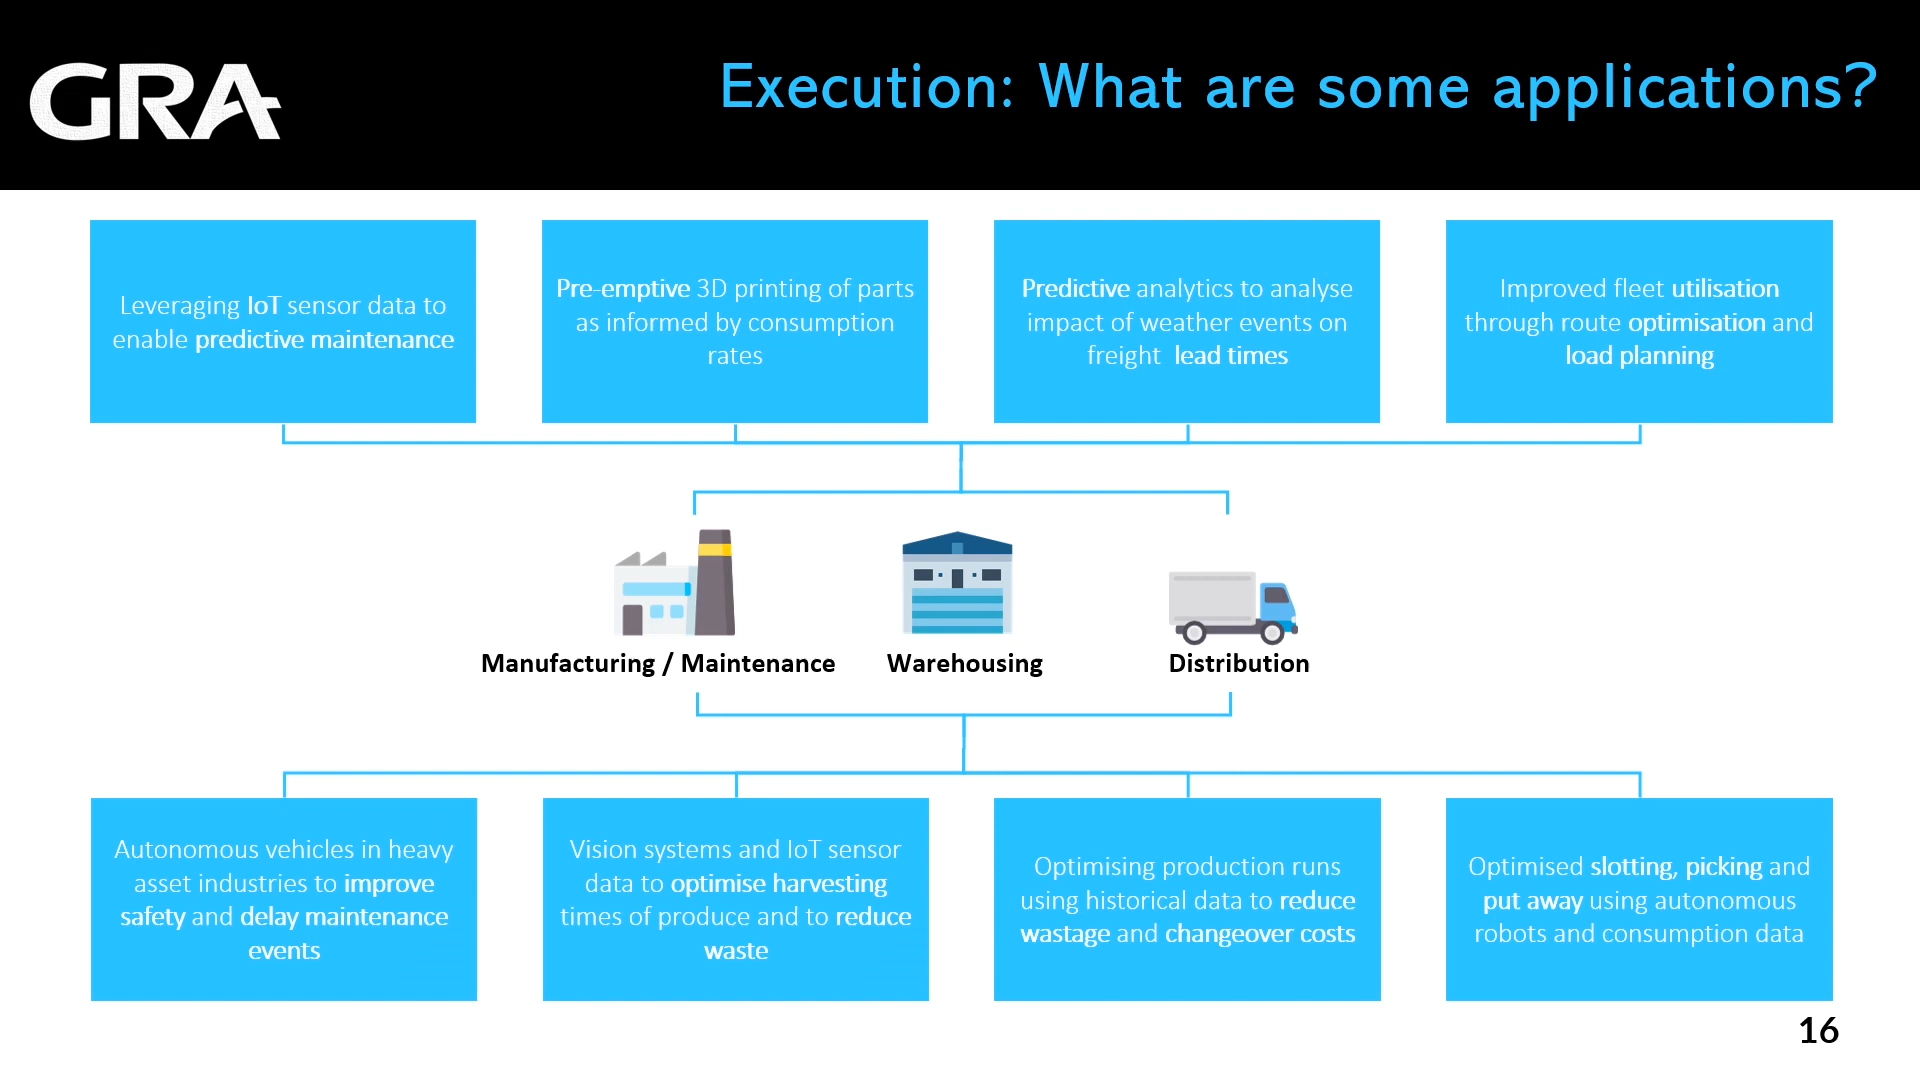 GRA
Execution: What are some applications?
Leveraging IoT sensor data to
enable predictive maintenance
Pre-emptive 3D printing of parts
as informed by consumption
rates
Predictive analytics to analyse
impact of weather events on
freight lead times
Improved fleet utilisation
through route optimisation and
load planning
Manufacturing / Maintenance
Warehousing
Distribution
Autonomous vehicles in heavy
asset industries to improve
safety and delay maintenance
events
Vision systems and IoT sensor
data to optimise harvesting
times of produce and to reduce
waste
Optimising production runs
using historical data to reduce
wastage and changeover costs
Optimised slotting, picking and
put away using autonomous
robots and consumption data
16